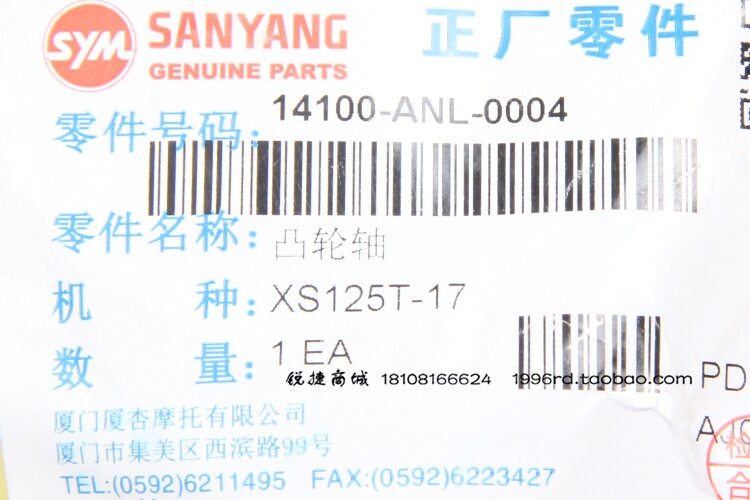 SYM SANYANG 正厂零件
GENUINE PARTS
零件号码: 14100-ANL-0004
零件名称: 凸轮轴
机 种: XS125T-17
数 量: 1 EA
锐捷商城 18108166624 1996rd.taobao.com
PD
厦门厦杏摩托有限公司
厦门市集美区西滨路99号
TEL:(0592)6211495 FAX:(0592)6223427
检
合